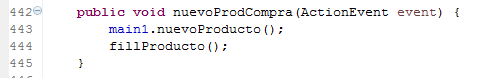 442 public void nuevoProdCompra(ActionEvent event) {
443 main1.nuevoProducto();
444 fillProducto();
445 }